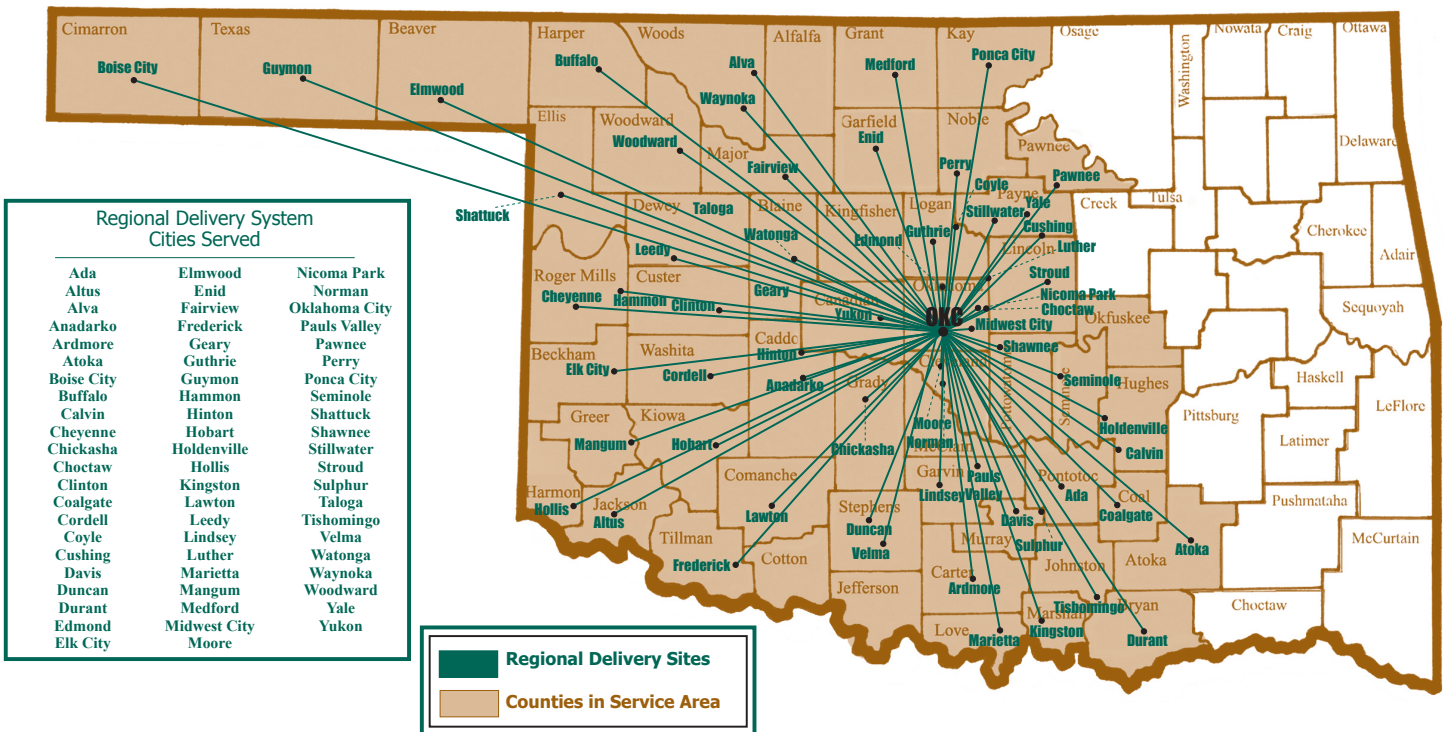 Cimarron
Texas
Beaver
Harper
Woods
Alfalfa
Grant
Kay
Osage
Washington
Nowata
Craig
Ottawa
Boise City
Guymon
Elmwood
Buffalo
Alva
Medford
Ponca City
Waynoka
Ellis
Woodward
Garfield
Noble
Woodward
Major
Enid
Pawnee
Delaware
Fairview
Perry
Coyle
Pawnee
Shattuck
Dewey
Taloga
Blaine
Kingfisher
Logan
Payne
Yale
Creek
Tulsa
Stillwater
Cushing
Watonga
Edmond
Guthrie
Lincoln
Luther
Cherokee
Adair
Leedy
Roger Mills
Custer
Stroud
Cheyenne
Hammon
Clinton
Geary
Canadian
Yukon
Oklahoma
Nicoma Park
Choctaw
OKC
Midwest City
Okfuskee
Sequoyah
Beckham
Washita
Caddo
Hinton
Shawnee
Elk City
Cordell
Anadarko
Grady
Cleveland
Pottawatomie
Seminole
Seminole
Hughes
Haskell
Greer
Kiowa
Mangum
Hobart
Chickasha
Moore
Norman
McClain
Holdenville
Calvin
Pittsburg
Latimer
LeFlore
Comanche
Garvin
Pauls
Valley
Lindsey
Pontotoc
Ada
Coal
Coalgate
Pushmataha
Harmon
Hollis
Jackson
Altus
Lawton
Stephens
Duncan
Velma
Davis
Sulphur
Murray
Tillman
Frederick
Cotton
Johnston
Atoka
Atoka
McCurtain
Jefferson
Carter
Ardmore
Love
Marietta
Marshall
Kingston
Tishomingo
Bryan
Durant
Choctaw
Regional Delivery System
Cities Served
Ada Elmwood Nicoma Park
Altus Enid Norman
Alva Fairview Oklahoma City
Anadarko Frederick Pauls Valley
Ardmore Geary Pawnee
Atoka Guthrie Perry
Boise City Guymon Ponca City
Buffalo Hammon Seminole
Calvin Hinton Shattuck
Cheyenne Hobart Shawnee
Chickasha Holdenville Stillwater
Choctaw Hollis Stroud
Clinton Kingston Sulphur
Coalgate Lawton Taloga
Cordell Leedy Tishomingo
Coyle Lindsey Velma
Cushing Luther Watonga
Davis Marietta Waynoka
Duncan Mangum Woodward
Durant Medford Yale
Edmond Midwest City Yukon
Elk City Moore
Regional Delivery Sites
Counties in Service Area